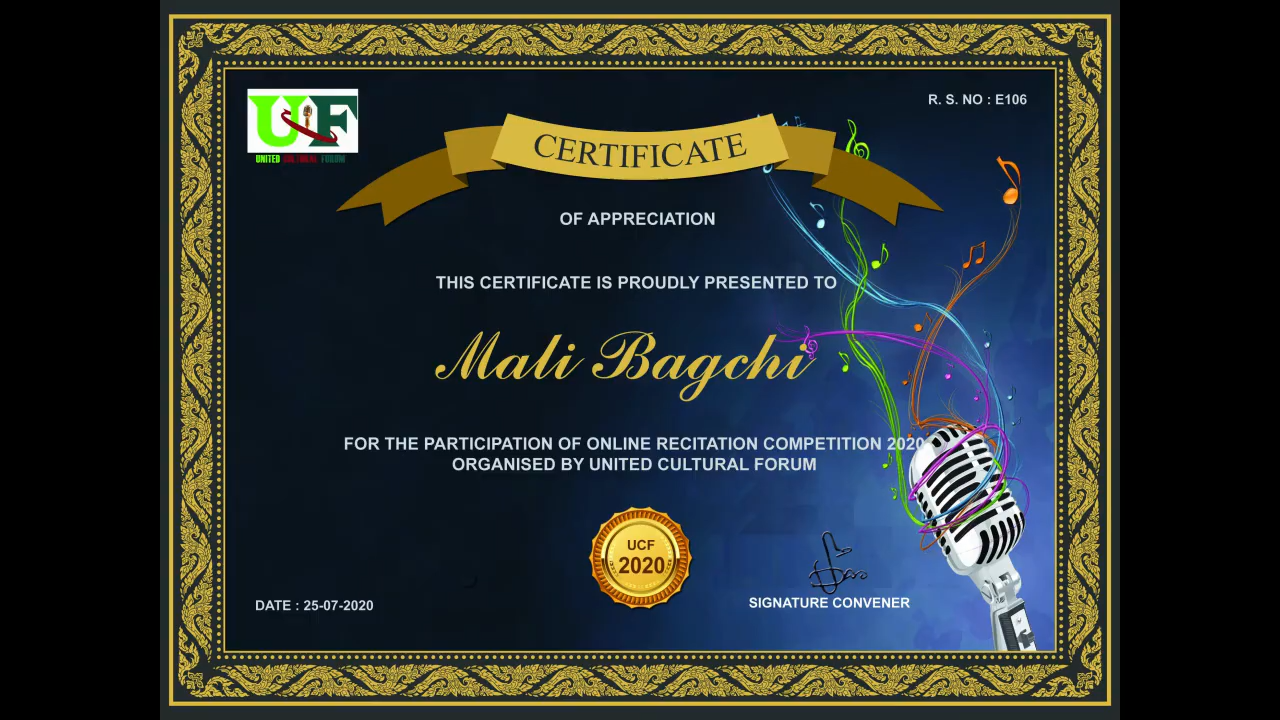 R. S. NO : E106
UCF
UNITED CULTURAL FORUM
CERTIFICATE
OF APPRECIATION
THIS CERTIFICATE IS PROUDLY PRESENTED TO
Mali Bagchi
FOR THE PARTICIPATION OF ONLINE RECITATION COMPETITION 2020
ORGANISED BY UNITED CULTURAL FORUM
UCF
2020
DATE : 25-07-2020
SIGNATURE CONVENER